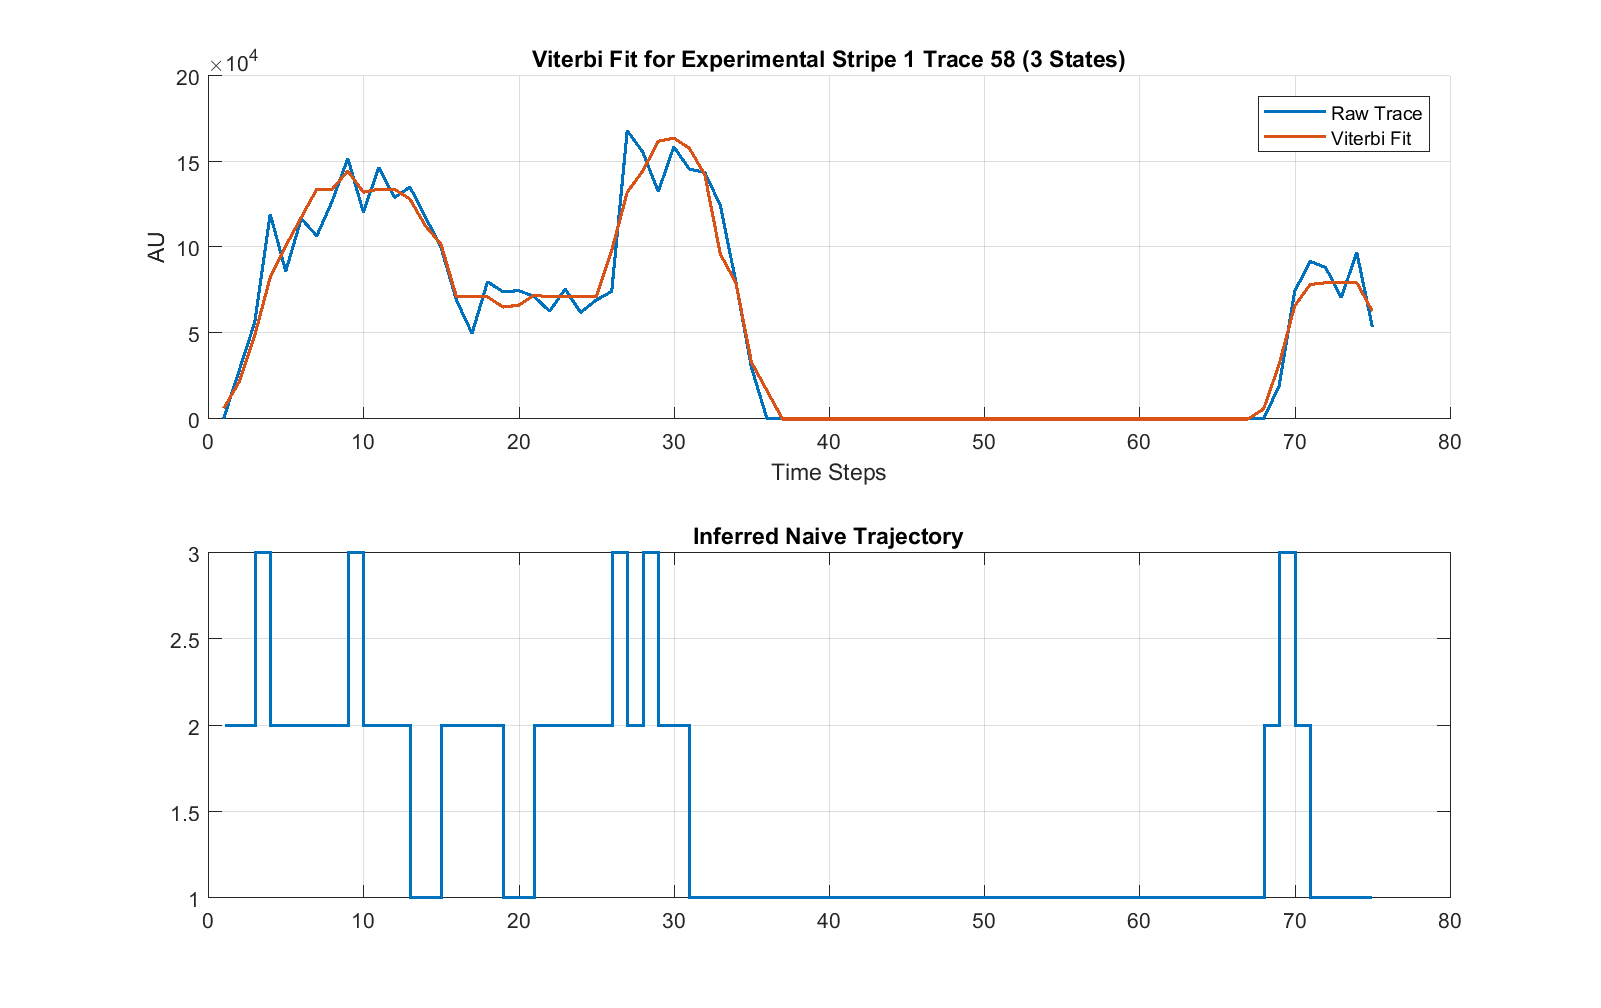 Viterbi Fit for Experimental Stripe 1 Trace 58 (3 States)
×10⁴
20
15
10
5
0
AU
Raw Trace
Viterbi Fit
0 10 20 30 40 50 60 70 80
Time Steps
Inferred Naive Trajectory
3
2.5
2
1.5
1
0 10 20 30 40 50 60 70 80